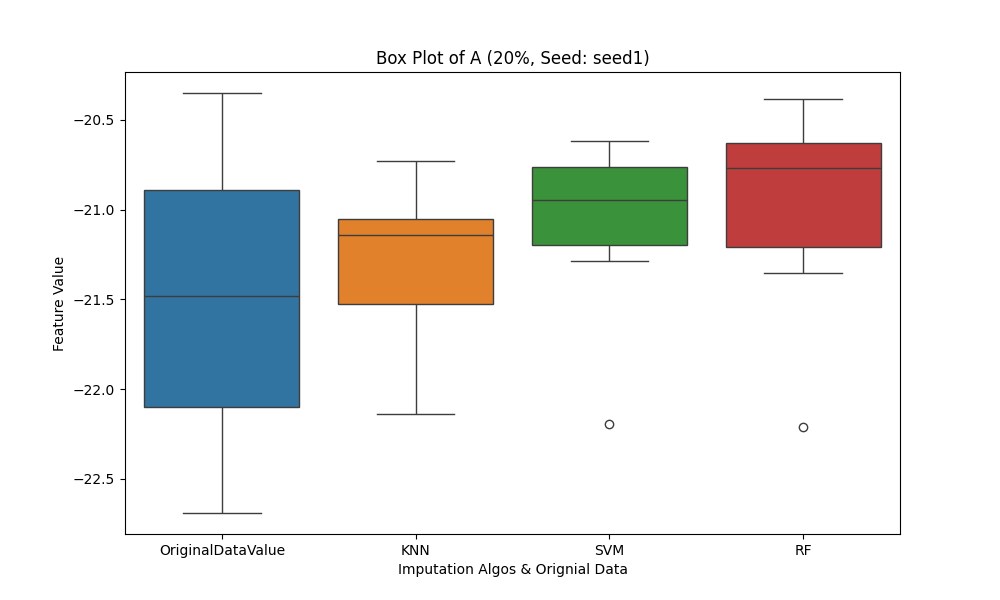 Box Plot of A (20%, Seed: seed1)
Feature Value
−20.5
−21.0
−21.5
−22.0
−22.5
OriginalDataValue
KNN
SVM
RF
Imputation Algos & Orignial Data